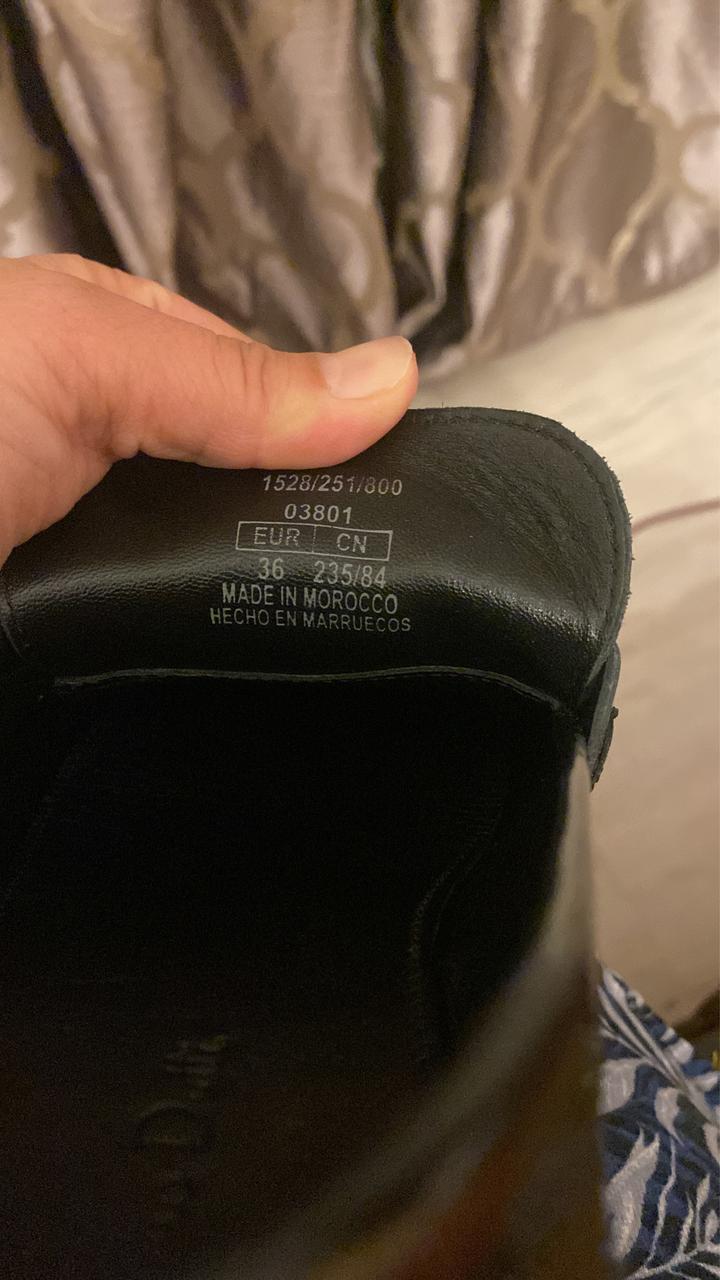 1528/251/800
03801
EUR CN
36 235/84
MADE IN MOROCCO
HECHO EN MARRUECOS